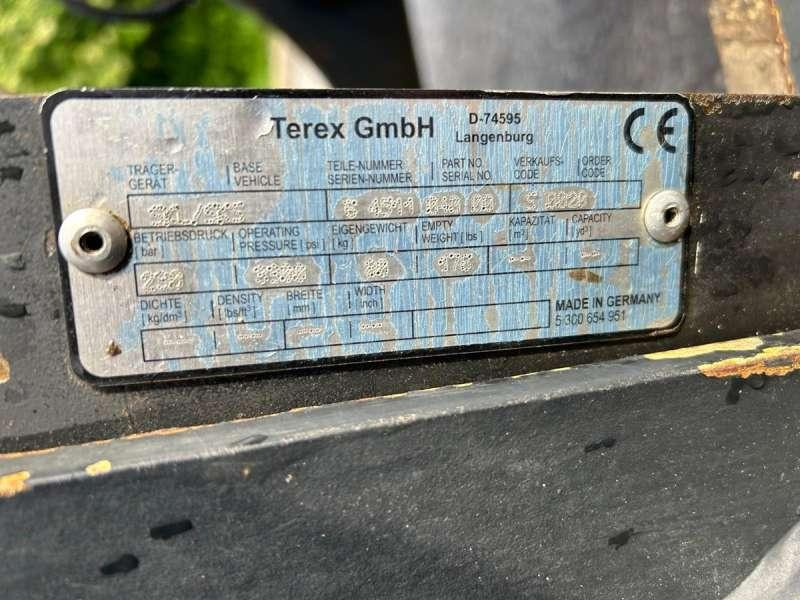 Terex GmbH D-74595 Langenburg CE
TRÄGER- BASE TEILE-NUMMER PART NO. VERKAUFS- ORDER
GERÄT VEHICLE SERIEN-NUMMER SERIAL NO. CODE CODE
BETRIEBSDRUCK OPERATING EIGENGEWICHT EMPTY KAPAZITÄT CAPACITY
bar PRESSURE [ psi] [kg] WEIGHT [ lbs] [ m³] [yd³]
176 -- --
DICHTE DENSITY BREITE WIDTH
[ kg/dm³] [lbs/ft³] mm [inch]
-- -- -- --
MADE IN GERMANY
5 300 654 951